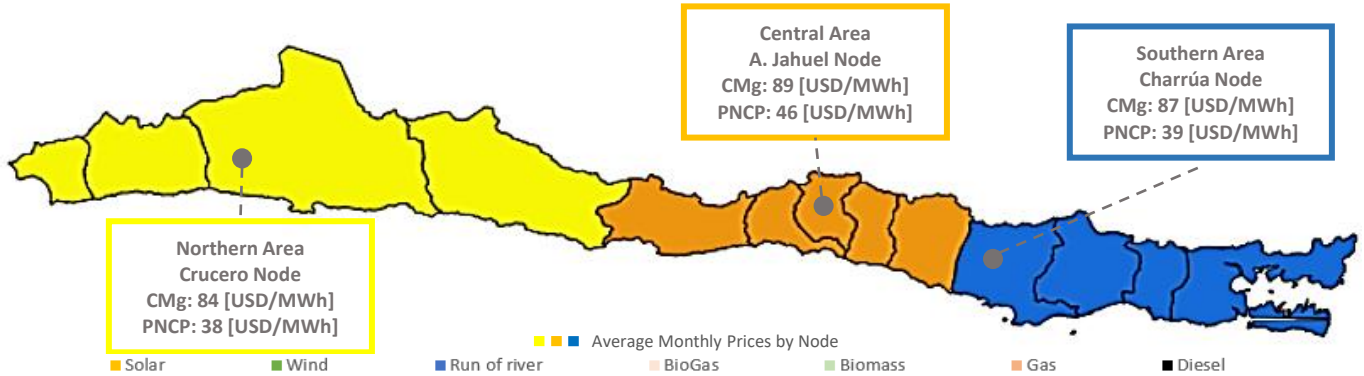 Central Area
A. Jahuel Node
CMg: 89 [USD/MWh]
PNCP: 46 [USD/MWh]
Southern Area
Charrúa Node
CMg: 87 [USD/MWh]
PNCP: 39 [USD/MWh]
Northern Area
Crucero Node
CMg: 84 [USD/MWh]
PNCP: 38 [USD/MWh]
Average Monthly Prices by Node
Solar Wind Run of river BioGas Biomass Gas Diesel